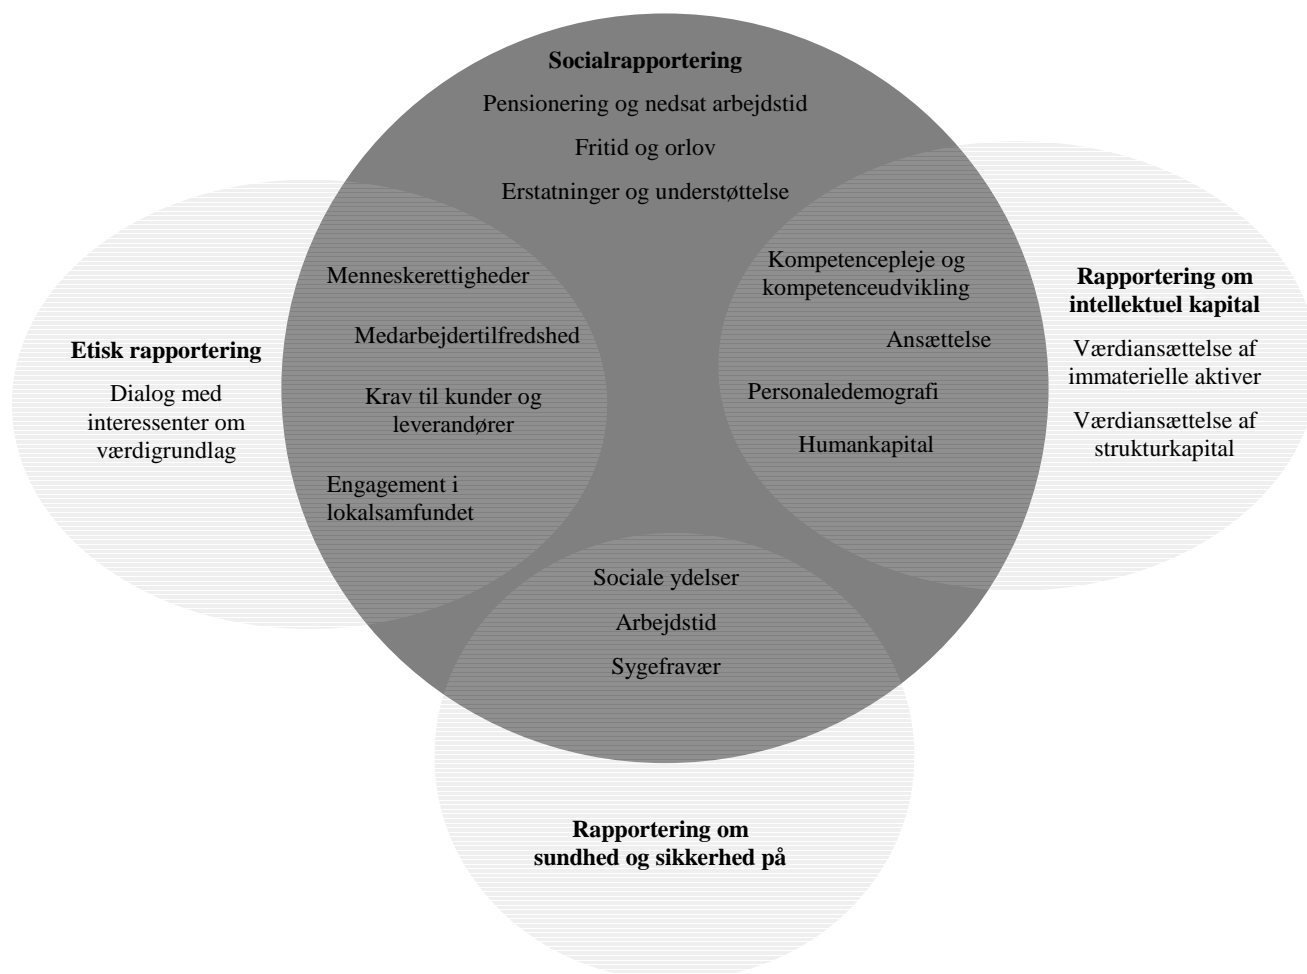 Socialrapportering
Pensionering og nedsat arbejdstid
Fritid og orlov
Erstatninger og understøttelse
Menneskerettigheder
Medarbejdertilfredshed
Krav til kunder og
leverandører
Engagement i
lokalsamfundet
Kompetencepleje og
kompetenceudvikling
Ansættelse
Personaledemografi
Humankapital
Rapportering om
intellektuel kapital
Værdiansættelse af
immaterielle aktiver
Værdiansættelse af
strukturkapital
Etisk rapportering
Dialog med
interessenter om
værdigrundlag
Sociale ydelser
Arbejdstid
Sygefravær
Rapportering om
sundhed og sikkerhed på